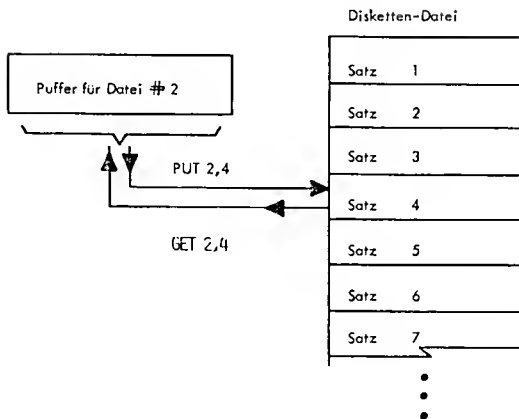 Disketten-Datei
Puffer für Datei # 2
PUT 2,4
GET 2,4
Satz 1
Satz 2
Satz 3
Satz 4
Satz 5
Satz 6
Satz 7